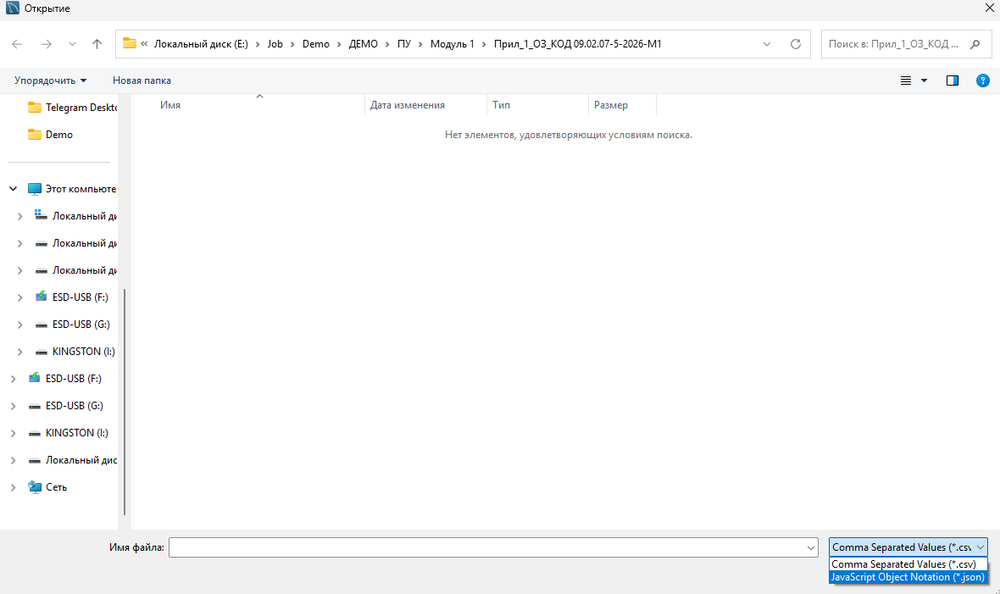 Открытие
« Локальный диск (E:) > Job > Demo > ДЕМО > ПУ > Модуль 1 > Прил_1_ОЗ_КОД 09.02.07-5-2026-М1
Поиск в: Прил_1_ОЗ_КОД ...
Упорядочить
Новая папка
Telegram Deskto
Demo
Этот компьюте
Локальный ди
Локальный ди
Локальный ди
ESD-USB (F:)
ESD-USB (G:)
KINGSTON (I:)
ESD-USB (F:)
ESD-USB (G:)
KINGSTON (I:)
Локальный дис
Сеть
Имя
Дата изменения
Тип
Размер
Нет элементов, удовлетворяющих условиям поиска.
Имя файла:
Comma Separated Values (*.csv
Comma Separated Values (*.csv)
JavaScript Object Notation (*.json)